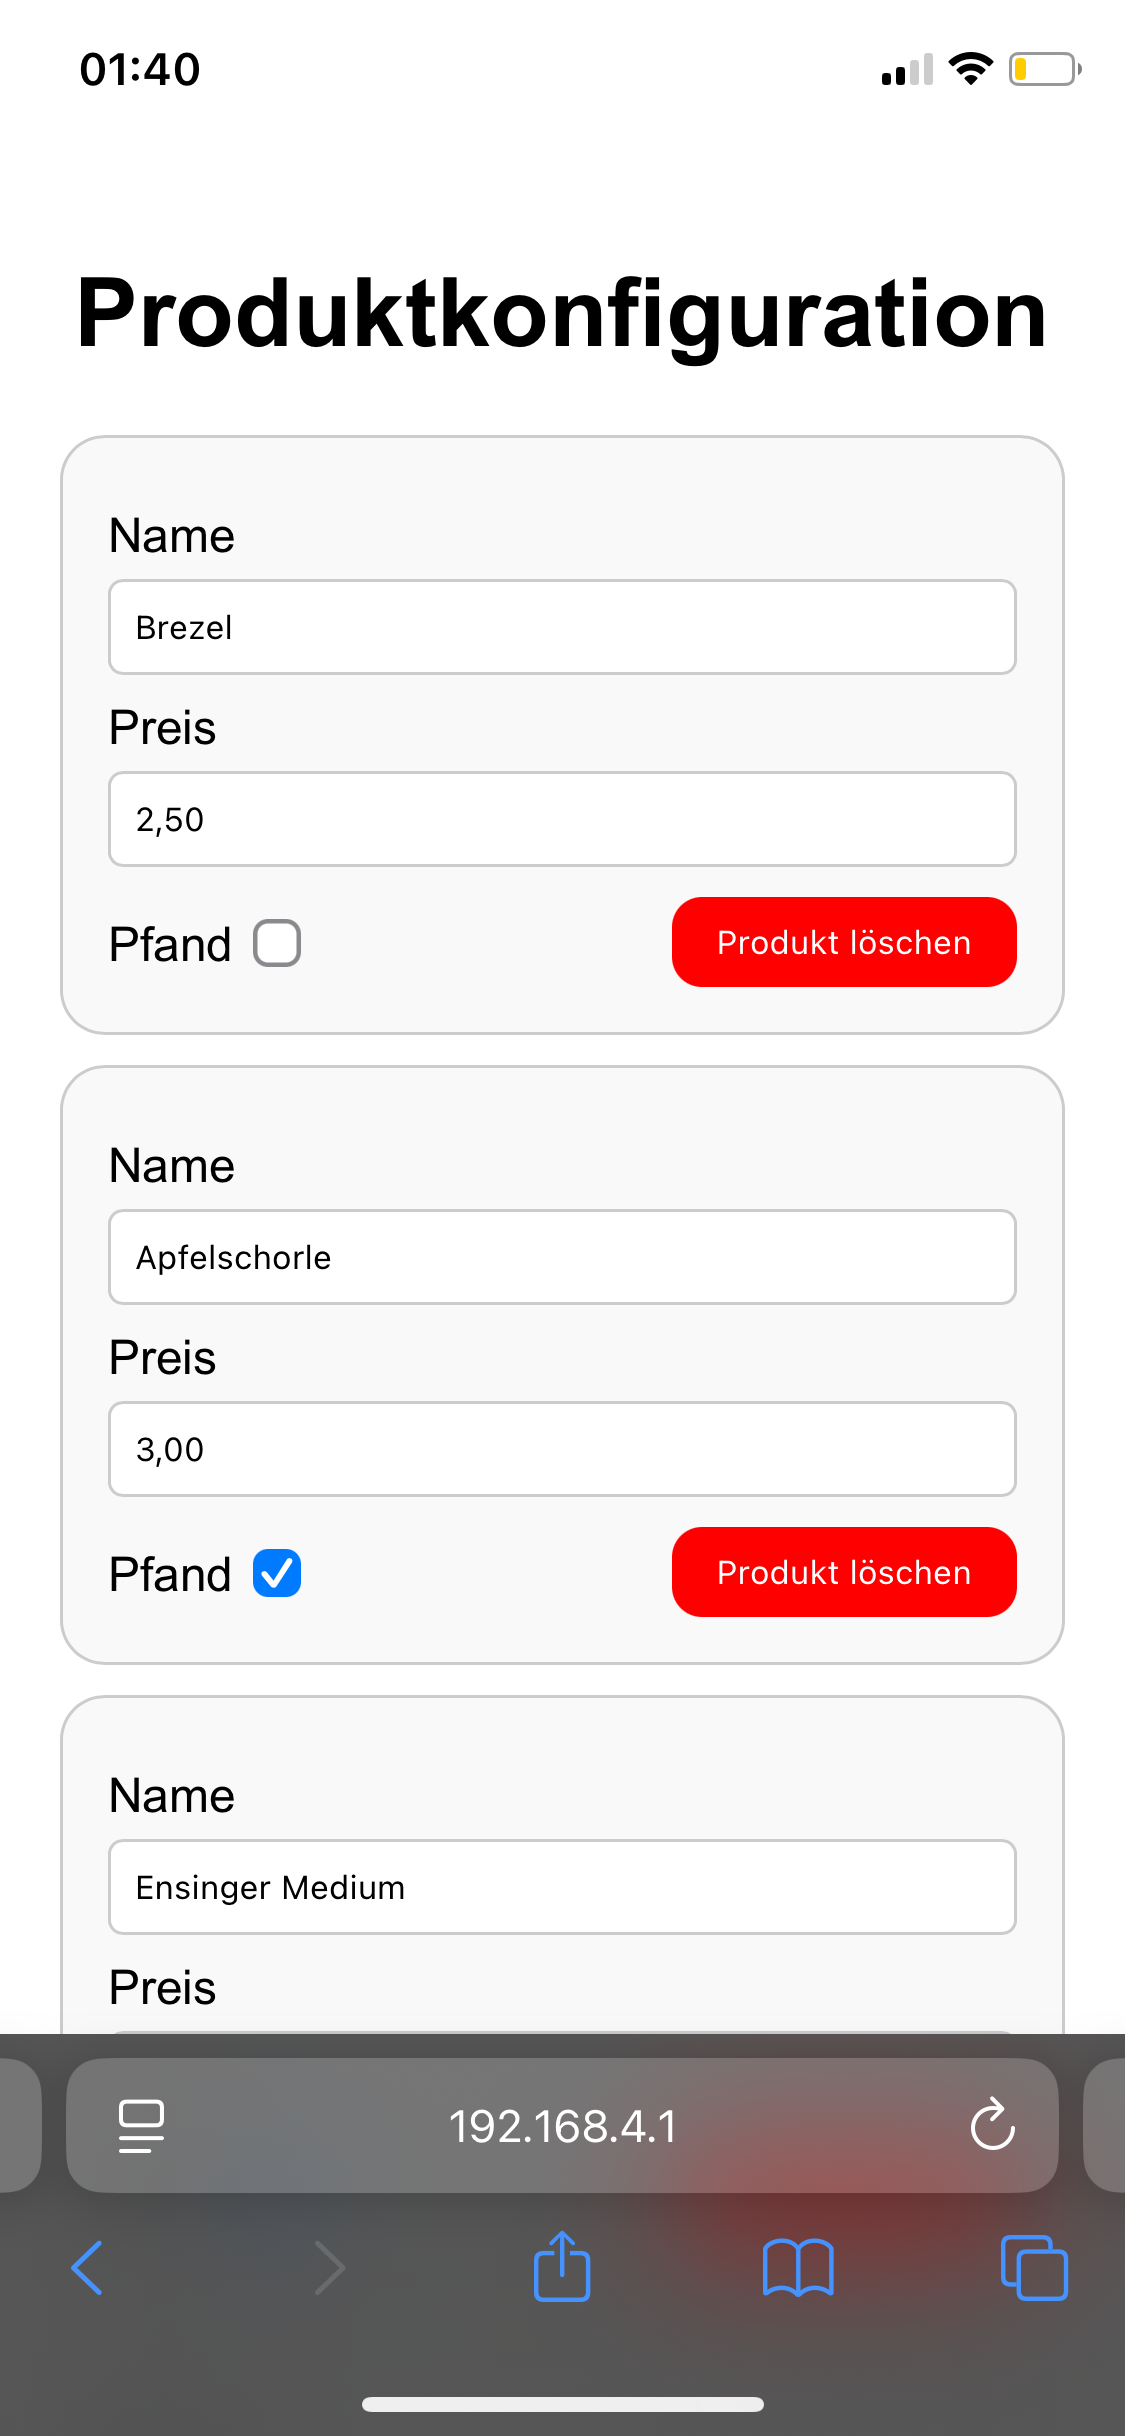 01:40
Produktkonfiguration
Name
Brezel
Preis
2,50
Pfand
Produkt löschen
Name
Apfelschorle
Preis
3,00
Pfand
Produkt löschen
Name
Ensinger Medium
Preis
192.168.4.1